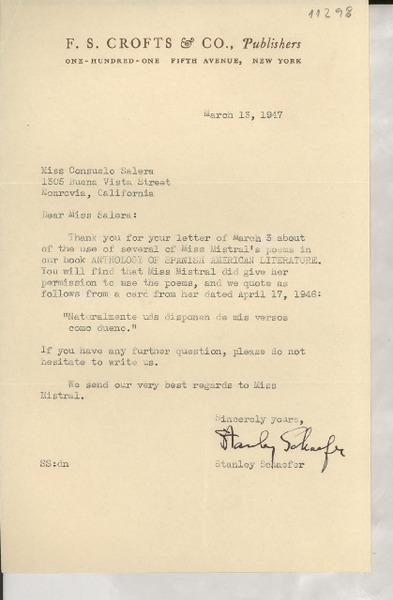 11298
F. S. CROFTS & CO., Publishers
ONE-HUNDRED-ONE FIFTH AVENUE, NEW YORK
March 13, 1947
Miss Consuelo Salera
1305 Buena Vista Street
Monrovia, California
Dear Miss Salera:
Thank you for your letter of March 3 about
of the use of several of Miss Mistral's poems in
our book ANTHOLOGY OF SPANISH AMERICAN LITERATURE.
You will find that Miss Mistral did give her
permission to use the poems, and we quote as
follows from a card from her dated April 17, 1946:
"Naturalmente uds disponen de mis versos
como dueno."
If you have any further question, please do not
hesitate to write us.
We send our very best regards to Miss
Mistral.
Sincerely yours,
Stanley Schaefer
SS:dn
Stanley Schaefer